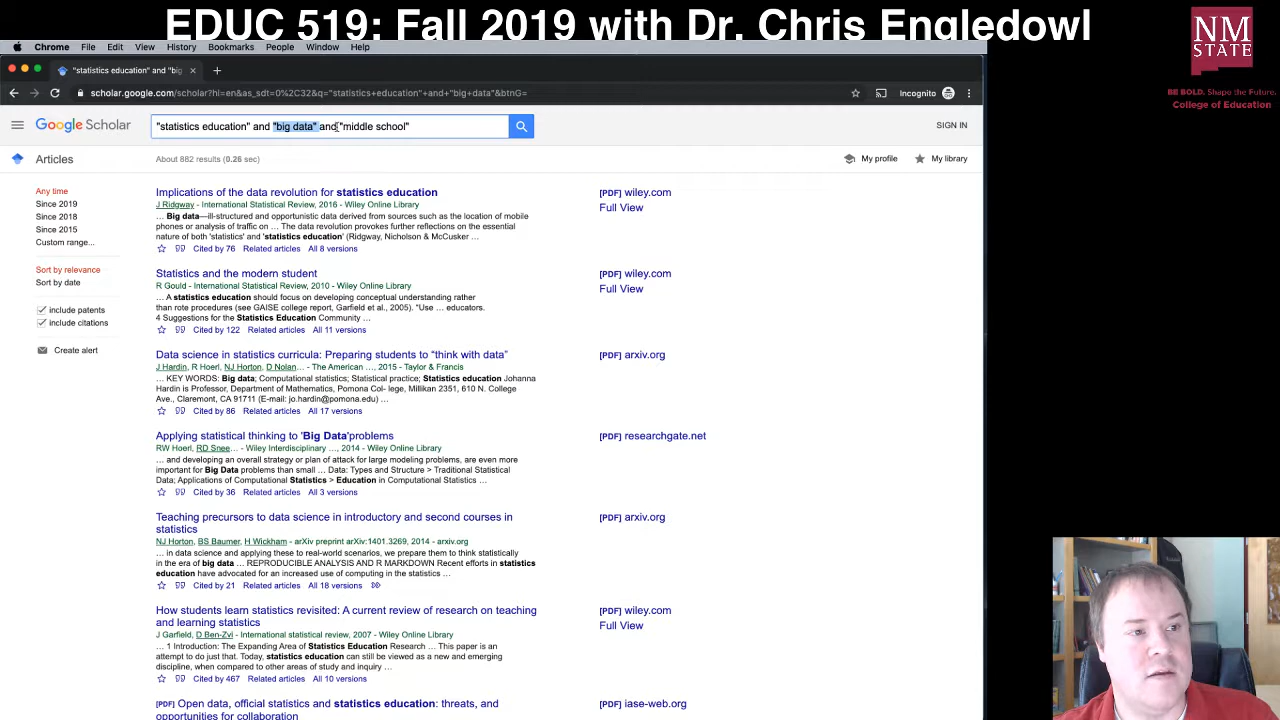 EDUC 519: Fall 2019 with Dr. Chris Engledowl
NM
STATE
BE BOLD. Shape the Future.
College of Education
Chrome File Edit View History Bookmarks People Window Help
"statistics education" and "big
scholar.google.com/scholar?hl=en&as_sdt=0%2C32&q="statistics+education"+and+"big+data"&btnG=
Incognito
Google Scholar
"statistics education" and "big data" and "middle school"
SIGN IN
Articles
About 882 results (0.26 sec)
My profile
My library
Any time
Since 2019
Since 2018
Since 2015
Custom range...
Sort by relevance
Sort by date
include patents
include citations
Create alert
Implications of the data revolution for statistics education
J Ridgway - International Statistical Review, 2016 - Wiley Online Library
... Big data—ill-structured and opportunistic data derived from sources such as the location of mobile
phones or analysis of traffic on ... The data revolution provokes further reflections on the essential
nature of both 'statistics' and 'statistics education' (Ridgway, Nicholson & McCusker ...
Cited by 76 Related articles All 8 versions
[PDF] wiley.com
Full View
Statistics and the modern student
R Gould - International Statistical Review, 2010 - Wiley Online Library
... A statistics education should focus on developing conceptual understanding rather
than rote procedures (see GAISE college report, Garfield et al., 2005). "Use ... educators.
4 Suggestions for the Statistics Education Community ...
Cited by 122 Related articles All 11 versions
[PDF] wiley.com
Full View
Data science in statistics curricula: Preparing students to “think with data”
J Hardin, R Hoerl, NJ Horton, D Nolan... - The American ..., 2015 - Taylor & Francis
... KEY WORDS: Big data; Computational statistics; Statistical practice; Statistics education Johanna
Hardin is Professor, Department of Mathematics, Pomona Col- lege, Millikan 2351, 610 N. College
Ave., Claremont, CA 91711 (E-mail: jo.hardin@pomona.edu) ...
Cited by 86 Related articles All 17 versions
[PDF] arxiv.org
Applying statistical thinking to 'Big Data'problems
RW Hoerl, RD Snee... - Wiley Interdisciplinary ..., 2014 - Wiley Online Library
... and developing an overall strategy or plan of attack for large modeling problems, are even more
important for Big Data problems than small ... Data: Types and Structure > Traditional Statistical
Data; Applications of Computational Statistics > Education in Computational Statistics ...
Cited by 36 Related articles All 3 versions
[PDF] researchgate.net
Teaching precursors to data science in introductory and second courses in
statistics
NJ Horton, BS Baumer, H Wickham - arXiv preprint arXiv:1401.3269, 2014 - arxiv.org
... in data science and applying these to real-world scenarios, we prepare them to think statistically
in the era of big data ... REPRODUCIBLE ANALYSIS AND R MARKDOWN Recent efforts in statistics
education have advocated for an increased use of computing in the statistics ...
Cited by 21 Related articles All 18 versions
[PDF] arxiv.org
How students learn statistics revisited: A current review of research on teaching
and learning statistics
J Garfield, D Ben-Zvi - International statistical review, 2007 - Wiley Online Library
... 1 Introduction: The Expanding Area of Statistics Education Research ... This paper is an
attempt to do just that. Today, statistics education can still be viewed as a new and emerging
discipline, when compared to other areas of study and inquiry ...
Cited by 467 Related articles All 10 versions
[PDF] wiley.com
Full View
[PDF] Open data, official statistics and statistics education: threats, and
opportunities for collaboration
[PDF] iase-web.org